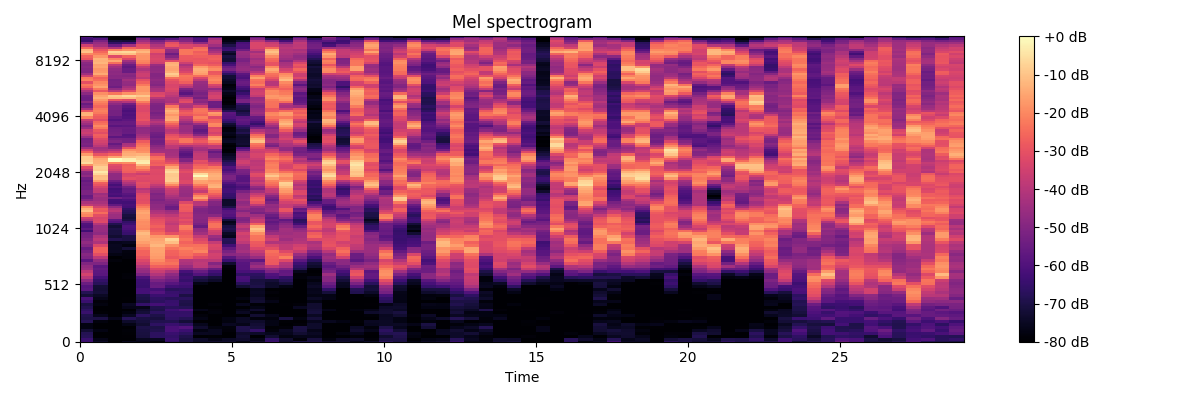 Mel spectrogram
Hz
8192
4096
2048
1024
512
0
0 5 10 15 20 25
Time
+0 dB
-10 dB
-20 dB
-30 dB
-40 dB
-50 dB
-60 dB
-70 dB
-80 dB